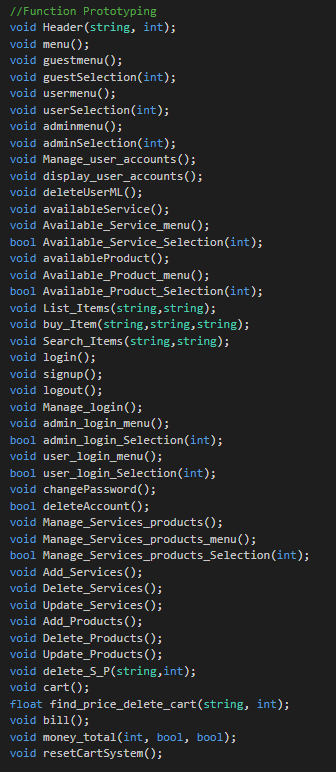 //Function Prototyping
void Header(string, int);
void menu();
void guestmenu();
void guestSelection(int);
void usermenu();
void userSelection(int);
void adminmenu();
void adminSelection(int);
void Manage_user_accounts();
void display_user_accounts();
void deleteUserML();
void availableService();
void Available_Service_menu();
bool Available_Service_Selection(int);
void availableProduct();
void Available_Product_menu();
bool Available_Product_Selection(int);
void List_Items(string,string);
void buy_Item(string,string,string);
void Search_Items(string,string);
void login();
void signup();
void logout();
void Manage_login();
void admin_login_menu();
bool admin_login_Selection(int);
void user_login_menu();
bool user_login_Selection(int);
void changePassword();
bool deleteAccount();
void Manage_Services_products();
void Manage_Services_products_menu();
bool Manage_Services_products_Selection(int);
void Add_Services();
void Delete_Services();
void Update_Services();
void Add_Products();
void Delete_Products();
void Update_Products();
void delete_S_P(string,int);
void cart();
float find_price_delete_cart(string, int);
void bill();
void money_total(int, bool, bool);
void resetCartSystem();